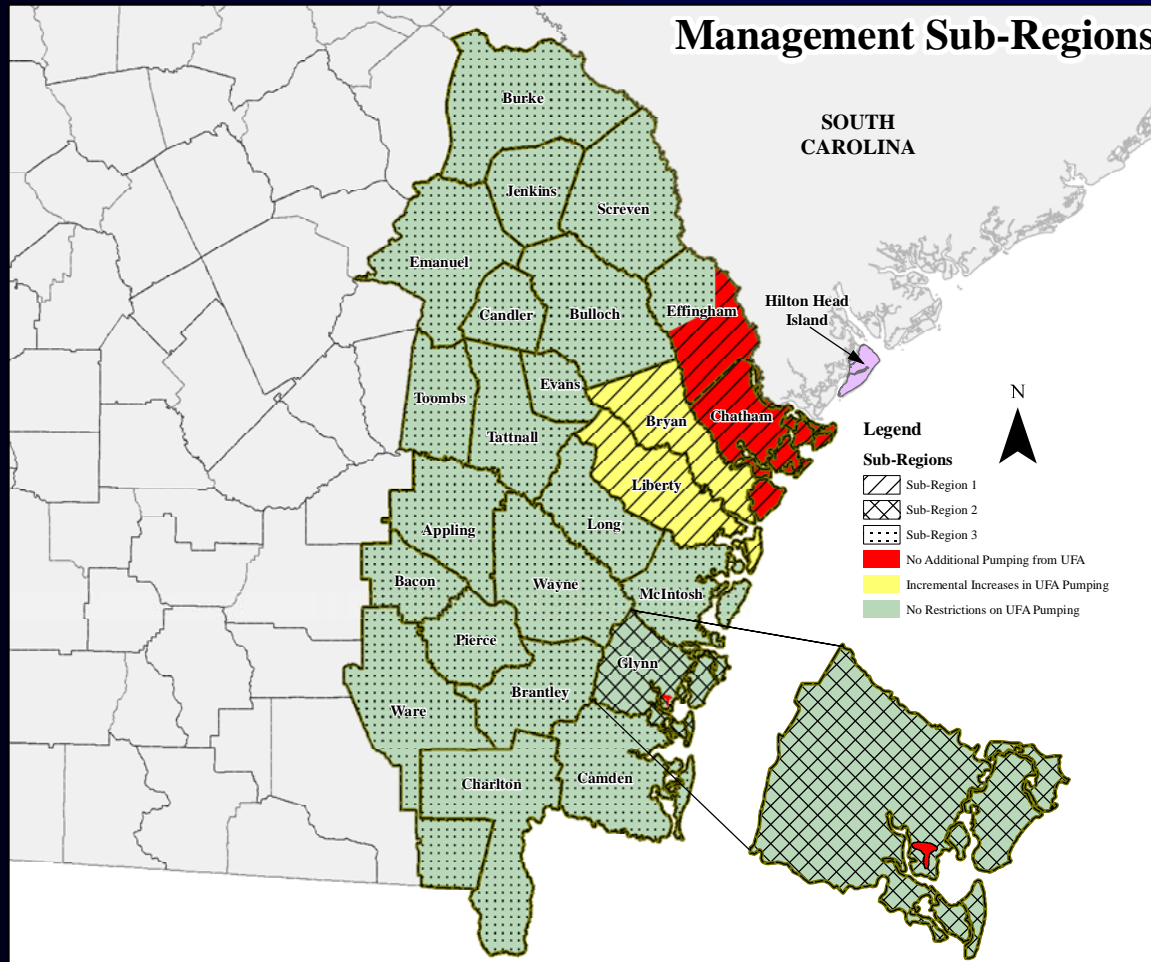 Management Sub-Regions
SOUTH
CAROLINA
Burke
Jenkins
Screven
Emanuel
Candler
Bulloch
Effingham
Hilton Head
Island
Toombs
Evans
Tattnall
Bryan
Chatham
Liberty
Appling
Long
Bacon
Wayne
McIntosh
Pierce
Glynn
Brantley
Ware
Charlton
Camden
N
Legend
Sub-Regions
Sub-Region 1
Sub-Region 2
Sub-Region 3
No Additional Pumping from UFA
Incremental Increases in UFA Pumping
No Restrictions on UFA Pumping